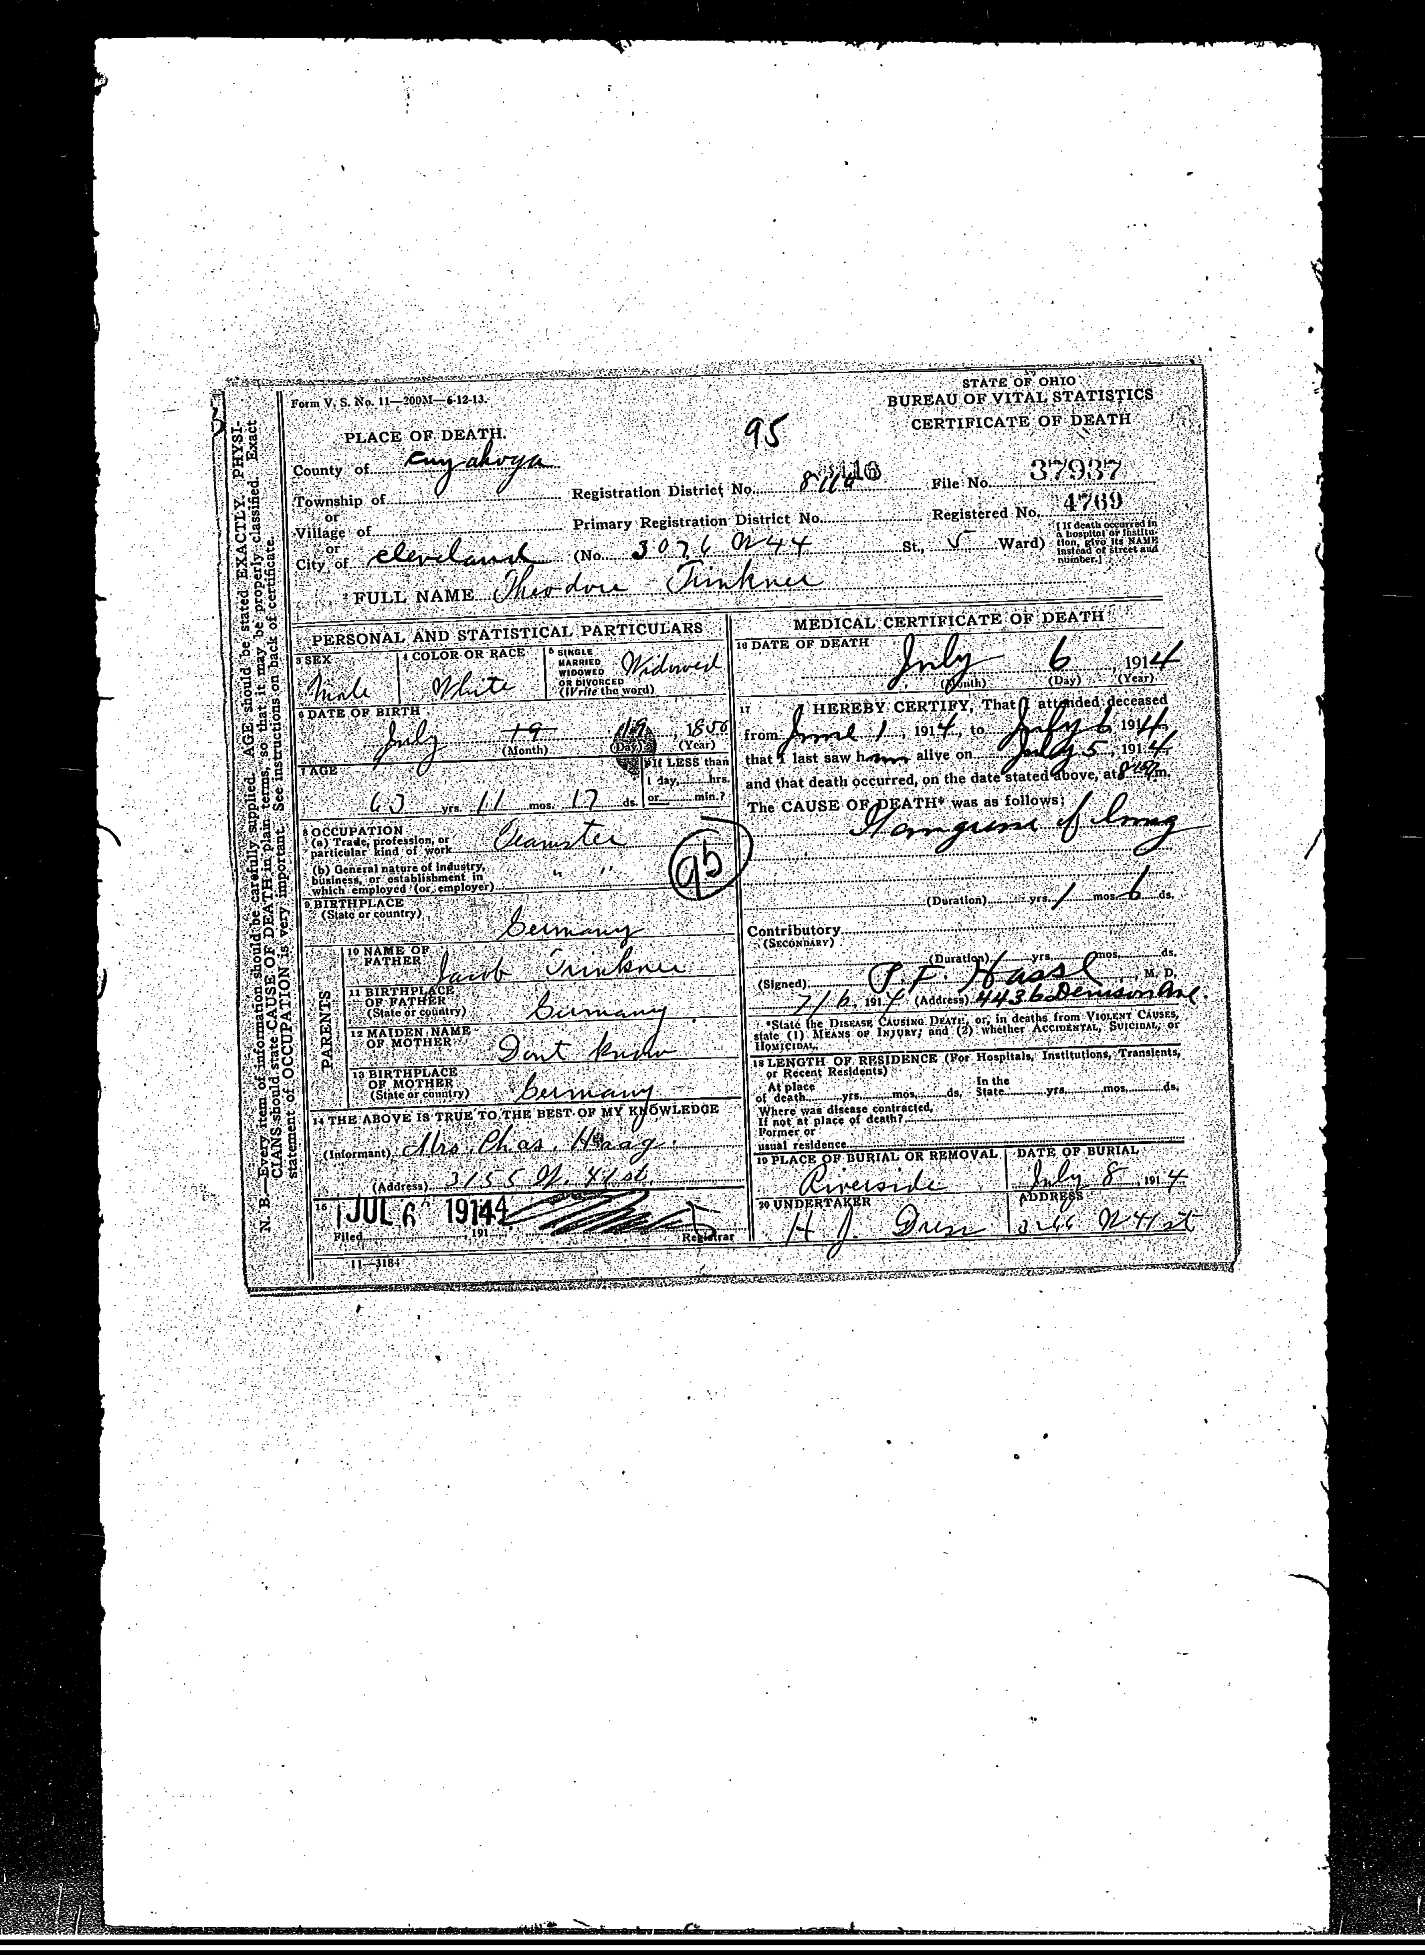 STATE OF OHIO
BUREAU OF VITAL STATISTICS
CERTIFICATE OF DEATH
Form V. S. No. 11—200M—6-12-13.
95
PLACE OF DEATH.
County of Cuyahoga
Township of
or
Village of
or
City of Cleveland
Registration District No. 8116
File No. 37937
Primary Registration District No.
Registered No. 4769
(No. 3076 W 44 St., 5 Ward)
[If death occurred in a hospital or institution, give its NAME instead of street and number.]
FULL NAME Theodore Trinkner
PERSONAL AND STATISTICAL PARTICULARS
3 SEX Male
4 COLOR OR RACE White
5 SINGLE MARRIED WIDOWED OR DIVORCED (Write the word) Widowed
6 DATE OF BIRTH
July 19 19, 1850
(Month) (Day) (Year)
7 AGE
63 yrs. 11 mos. 17 ds.
If LESS than 1 day, hrs. or min.?
8 OCCUPATION
(a) Trade, profession, or particular kind of work Teamster
(b) General nature of industry, business, or establishment in which employed (or employer) " "
95
9 BIRTHPLACE
(State or country) Germany
PARENTS
10 NAME OF FATHER Jacob Trinkner
11 BIRTHPLACE OF FATHER (State or country) Germany
12 MAIDEN NAME OF MOTHER Dont know
13 BIRTHPLACE OF MOTHER (State or country) Germany
14 THE ABOVE IS TRUE TO THE BEST OF MY KNOWLEDGE
(Informant) Mrs. Chas. Haag
(Address) 3155 W. 41 st.
15 JUL 6 1914
Filed 191 Registrar
11—3184
MEDICAL CERTIFICATE OF DEATH
16 DATE OF DEATH
July 6, 1914
(Month) (Day) (Year)
17 I HEREBY CERTIFY, That I attended deceased
from June 1, 1914, to July 6, 1914,
that I last saw him alive on July 5, 1914
and that death occurred, on the date stated above, at m.
The CAUSE OF DEATH* was as follows:
Gangrene of lung
(Duration) yrs. 1 mos. 6 ds.
Contributory
(SECONDARY)
(Duration) yrs. mos. ds.
(Signed) P. F. Hassl, M. D.
7/6, 1914 (Address) 4436 Denison Ave.
*State the DISEASE CAUSING DEATH, or, in deaths from VIOLENT CAUSES, state (1) MEANS OF INJURY; and (2) whether ACCIDENTAL, SUICIDAL, or HOMICIDAL.
18 LENGTH OF RESIDENCE (For Hospitals, Institutions, Transients, or Recent Residents)
At place of death yrs. mos. ds. In the State yrs. mos. ds.
Where was disease contracted,
If not at place of death?
Former or
usual residence
19 PLACE OF BURIAL OR REMOVAL Riverside
DATE OF BURIAL July 8, 1914
20 UNDERTAKER H J Dress
ADDRESS 3266 W 41 st
N. B.—Every item of information should be carefully supplied. AGE should be stated EXACTLY. PHYSICIANS should state CAUSE OF DEATH in plain terms, so that it may be properly classified. Exact statement of OCCUPATION is very important. See instructions on back of certificate.